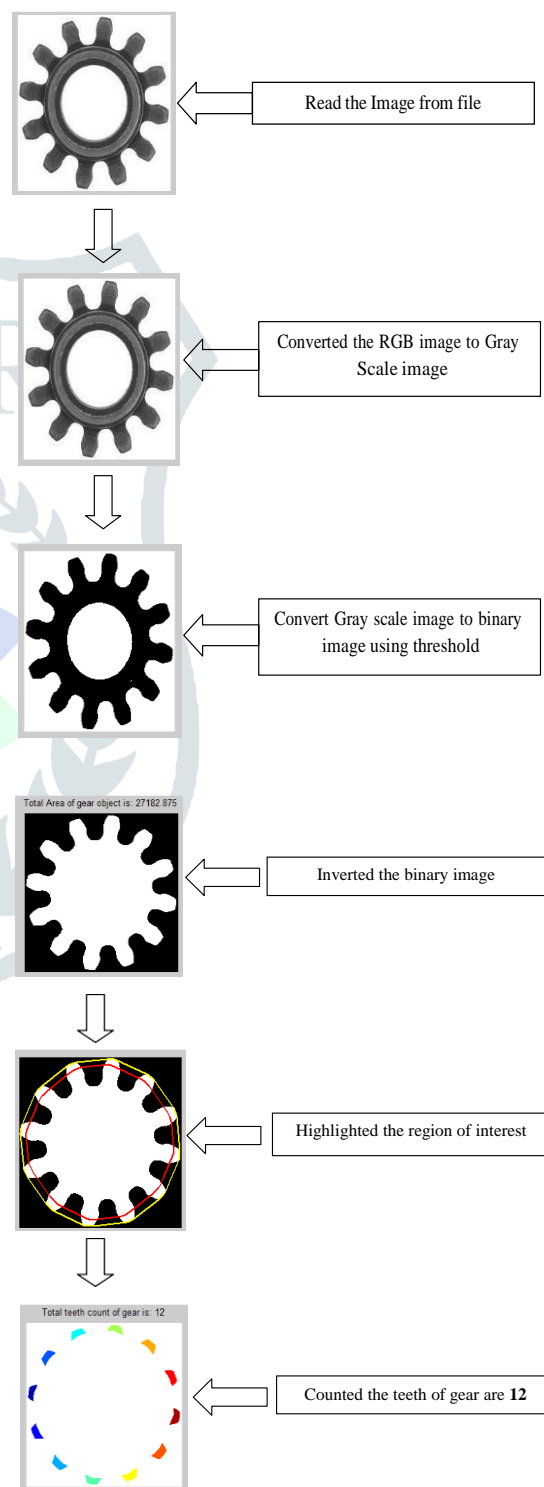 Read the Image from file
Converted the RGB image to Gray
Scale image
Convert Gray scale image to binary
image using threshold
Total Area of gear object is: 27182.875
Inverted the binary image
Highlighted the region of interest
Total teeth count of gear is: 12
Counted the teeth of gear are 12